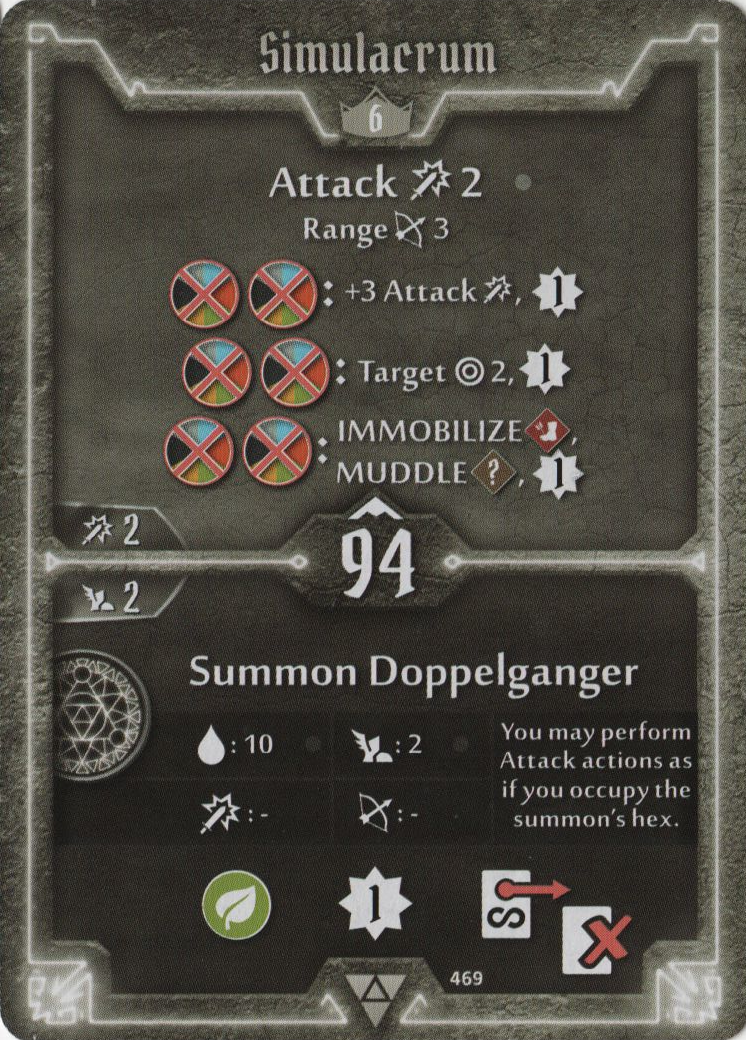 Simulacrum
6
Attack 2
Range 3
: +3 Attack , 1
: Target 2, 1
: IMMOBILIZE ,
MUDDLE ? , 1
2
94
2
Summon Doppelganger
: 10
: 2
: -
: -
You may perform
Attack actions as
if you occupy the
summon's hex.
1
S
469